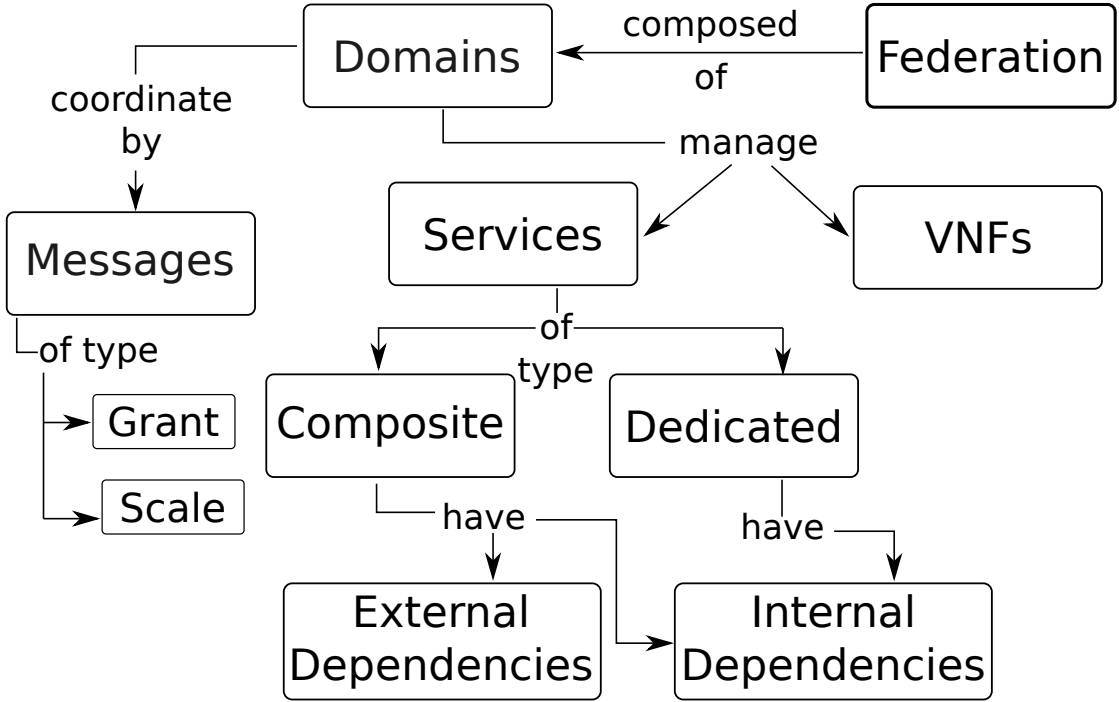 Domains
composed
of
Federation
coordinate
by
manage
Messages
Services
VNFs
of type
of
type
Grant
Scale
Composite
Dedicated
have
have
External
Dependencies
Internal
Dependencies